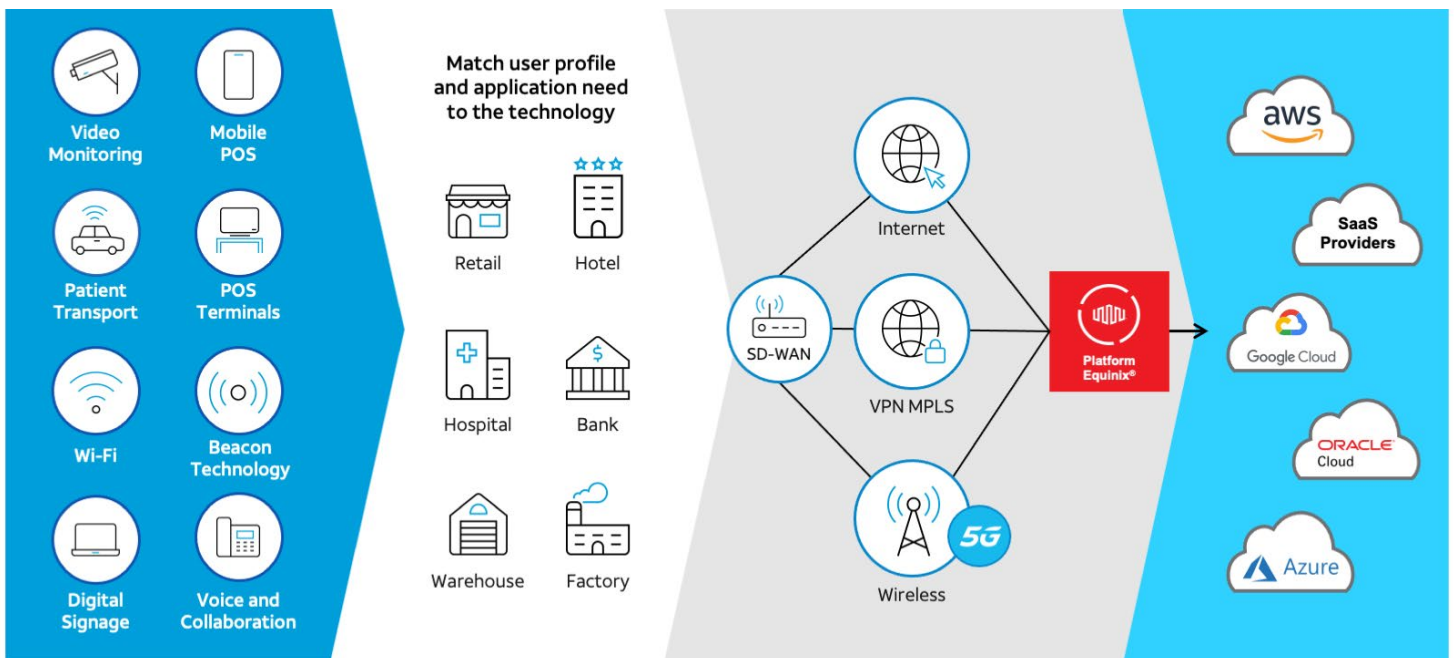 Video
Monitoring
Mobile
POS
Patient
Transport
POS
Terminals
Wi-Fi
Beacon
Technology
Digital
Signage
Voice and
Collaboration
Match user profile
and application need
to the technology
Retail
Hotel
$
Hospital
Bank
Warehouse
Factory
Internet
SD-WAN
VPN MPLS
5G
Wireless
Platform
Equinix®
aws
SaaS
Providers
Google Cloud
ORACLE
Cloud
Azure